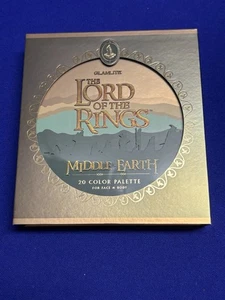 GLAMLITE
THE
LORD
OF THE
RINGS
MIDDLE EARTH
20 COLOR PALETTE
FOR FACE & BODY